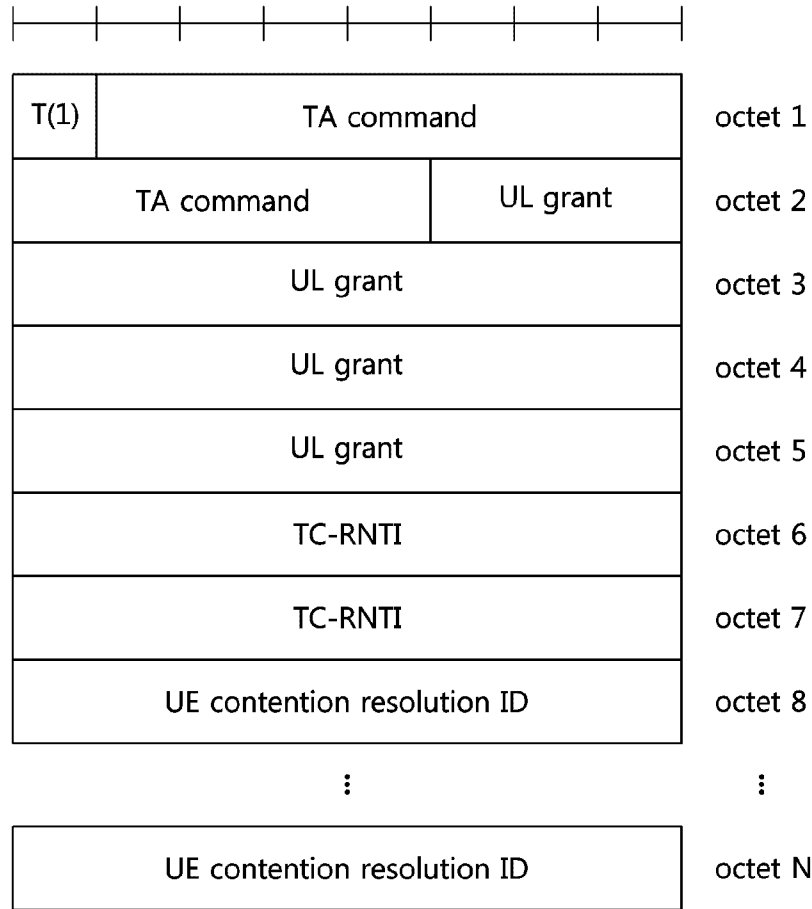 T(1) TA command octet 1
TA command UL grant octet 2
UL grant octet 3
UL grant octet 4
UL grant octet 5
TC-RNTI octet 6
TC-RNTI octet 7
UE contention resolution ID octet 8
UE contention resolution ID octet N